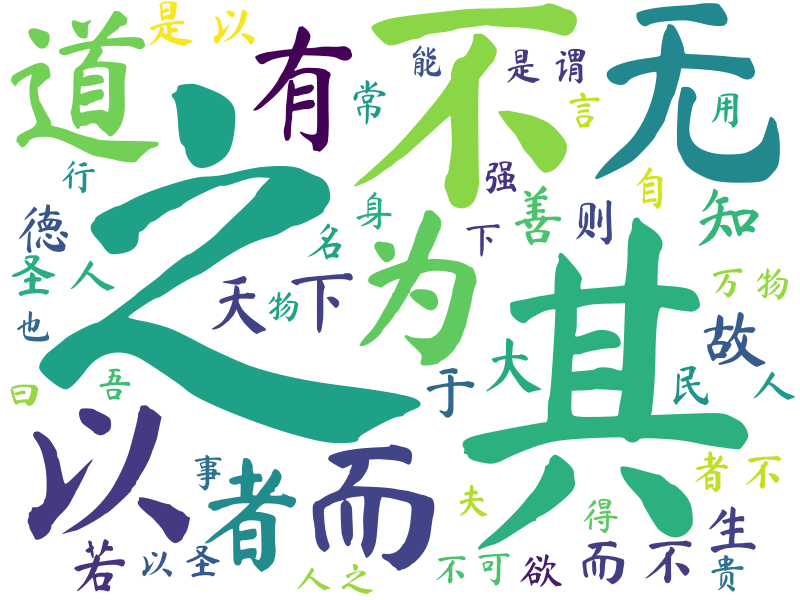 是以
道
有
不
无
能
是谓
常
言
用
之
行
强
自
身
善
则
知
德
名
下
为
其
圣人
天下
物
万物
也
故
大
于
民
人
曰
吾
以
者
而
事
者不
夫
得
生
若
以圣
人之
不可
欲
而不
贵